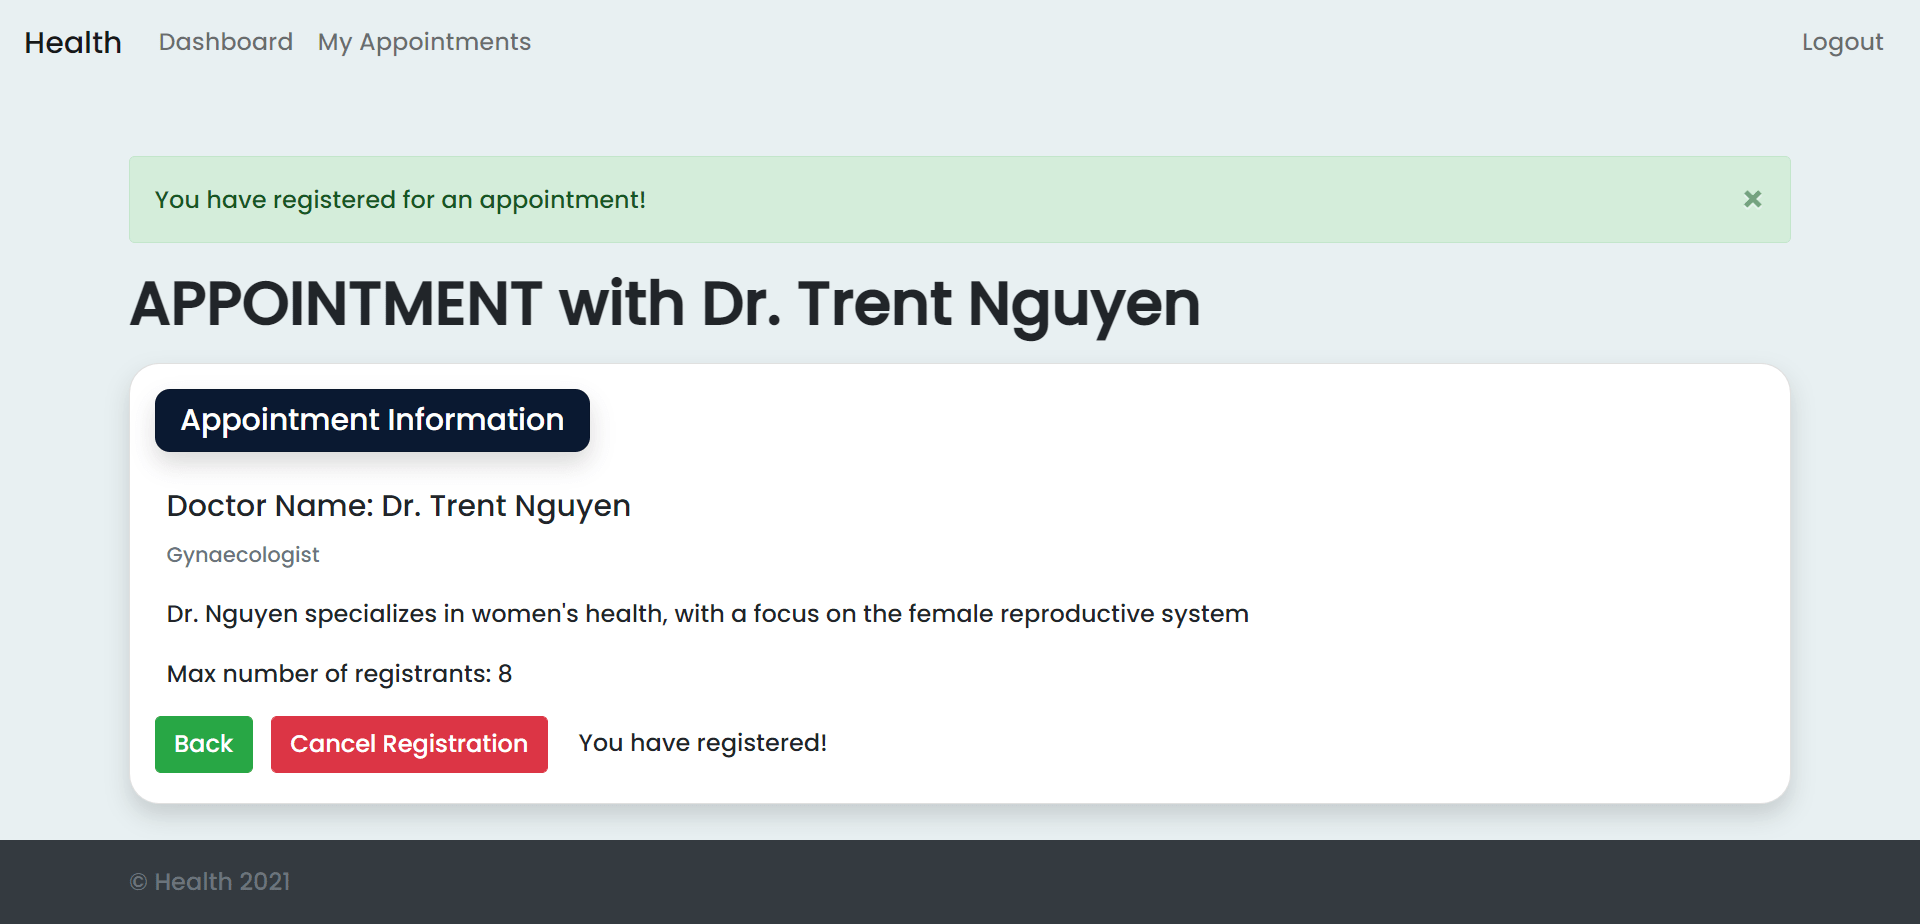 Health Dashboard My Appointments Logout
You have registered for an appointment! ×
APPOINTMENT with Dr. Trent Nguyen
Appointment Information
Doctor Name: Dr. Trent Nguyen
Gynaecologist
Dr. Nguyen specializes in women's health, with a focus on the female reproductive system
Max number of registrants: 8
Back Cancel Registration You have registered!
© Health 2021